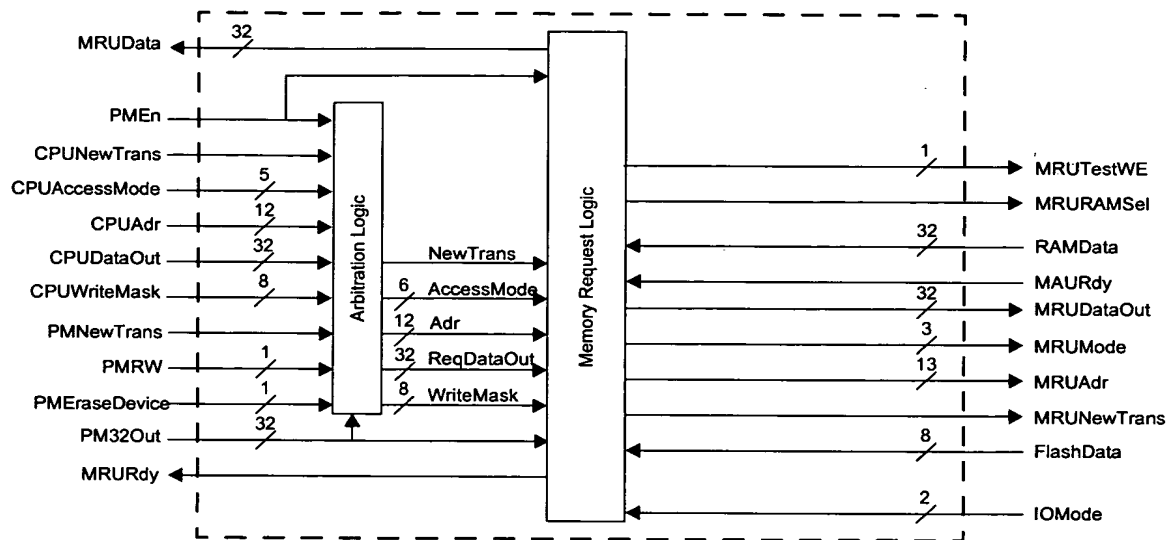 MRUData
32
PMEn
CPUNewTrans
CPUAccessMode
5
CPUAdr
12
CPUDataOut
32
CPUWriteMask
8
PMNewTrans
PMRW
1
PMEraseDevice
1
PM32Out
32
MRURdy
Arbitration Logic
NewTrans
6
AccessMode
12
Adr
32
ReqDataOut
8
WriteMask
Memory Request Logic
1
MRUTestWE
MRURAMSel
32
RAMData
MAURdy
32
MRUDataOut
3
MRUMode
13
MRUAdr
MRUNewTrans
8
FlashData
2
IOMode